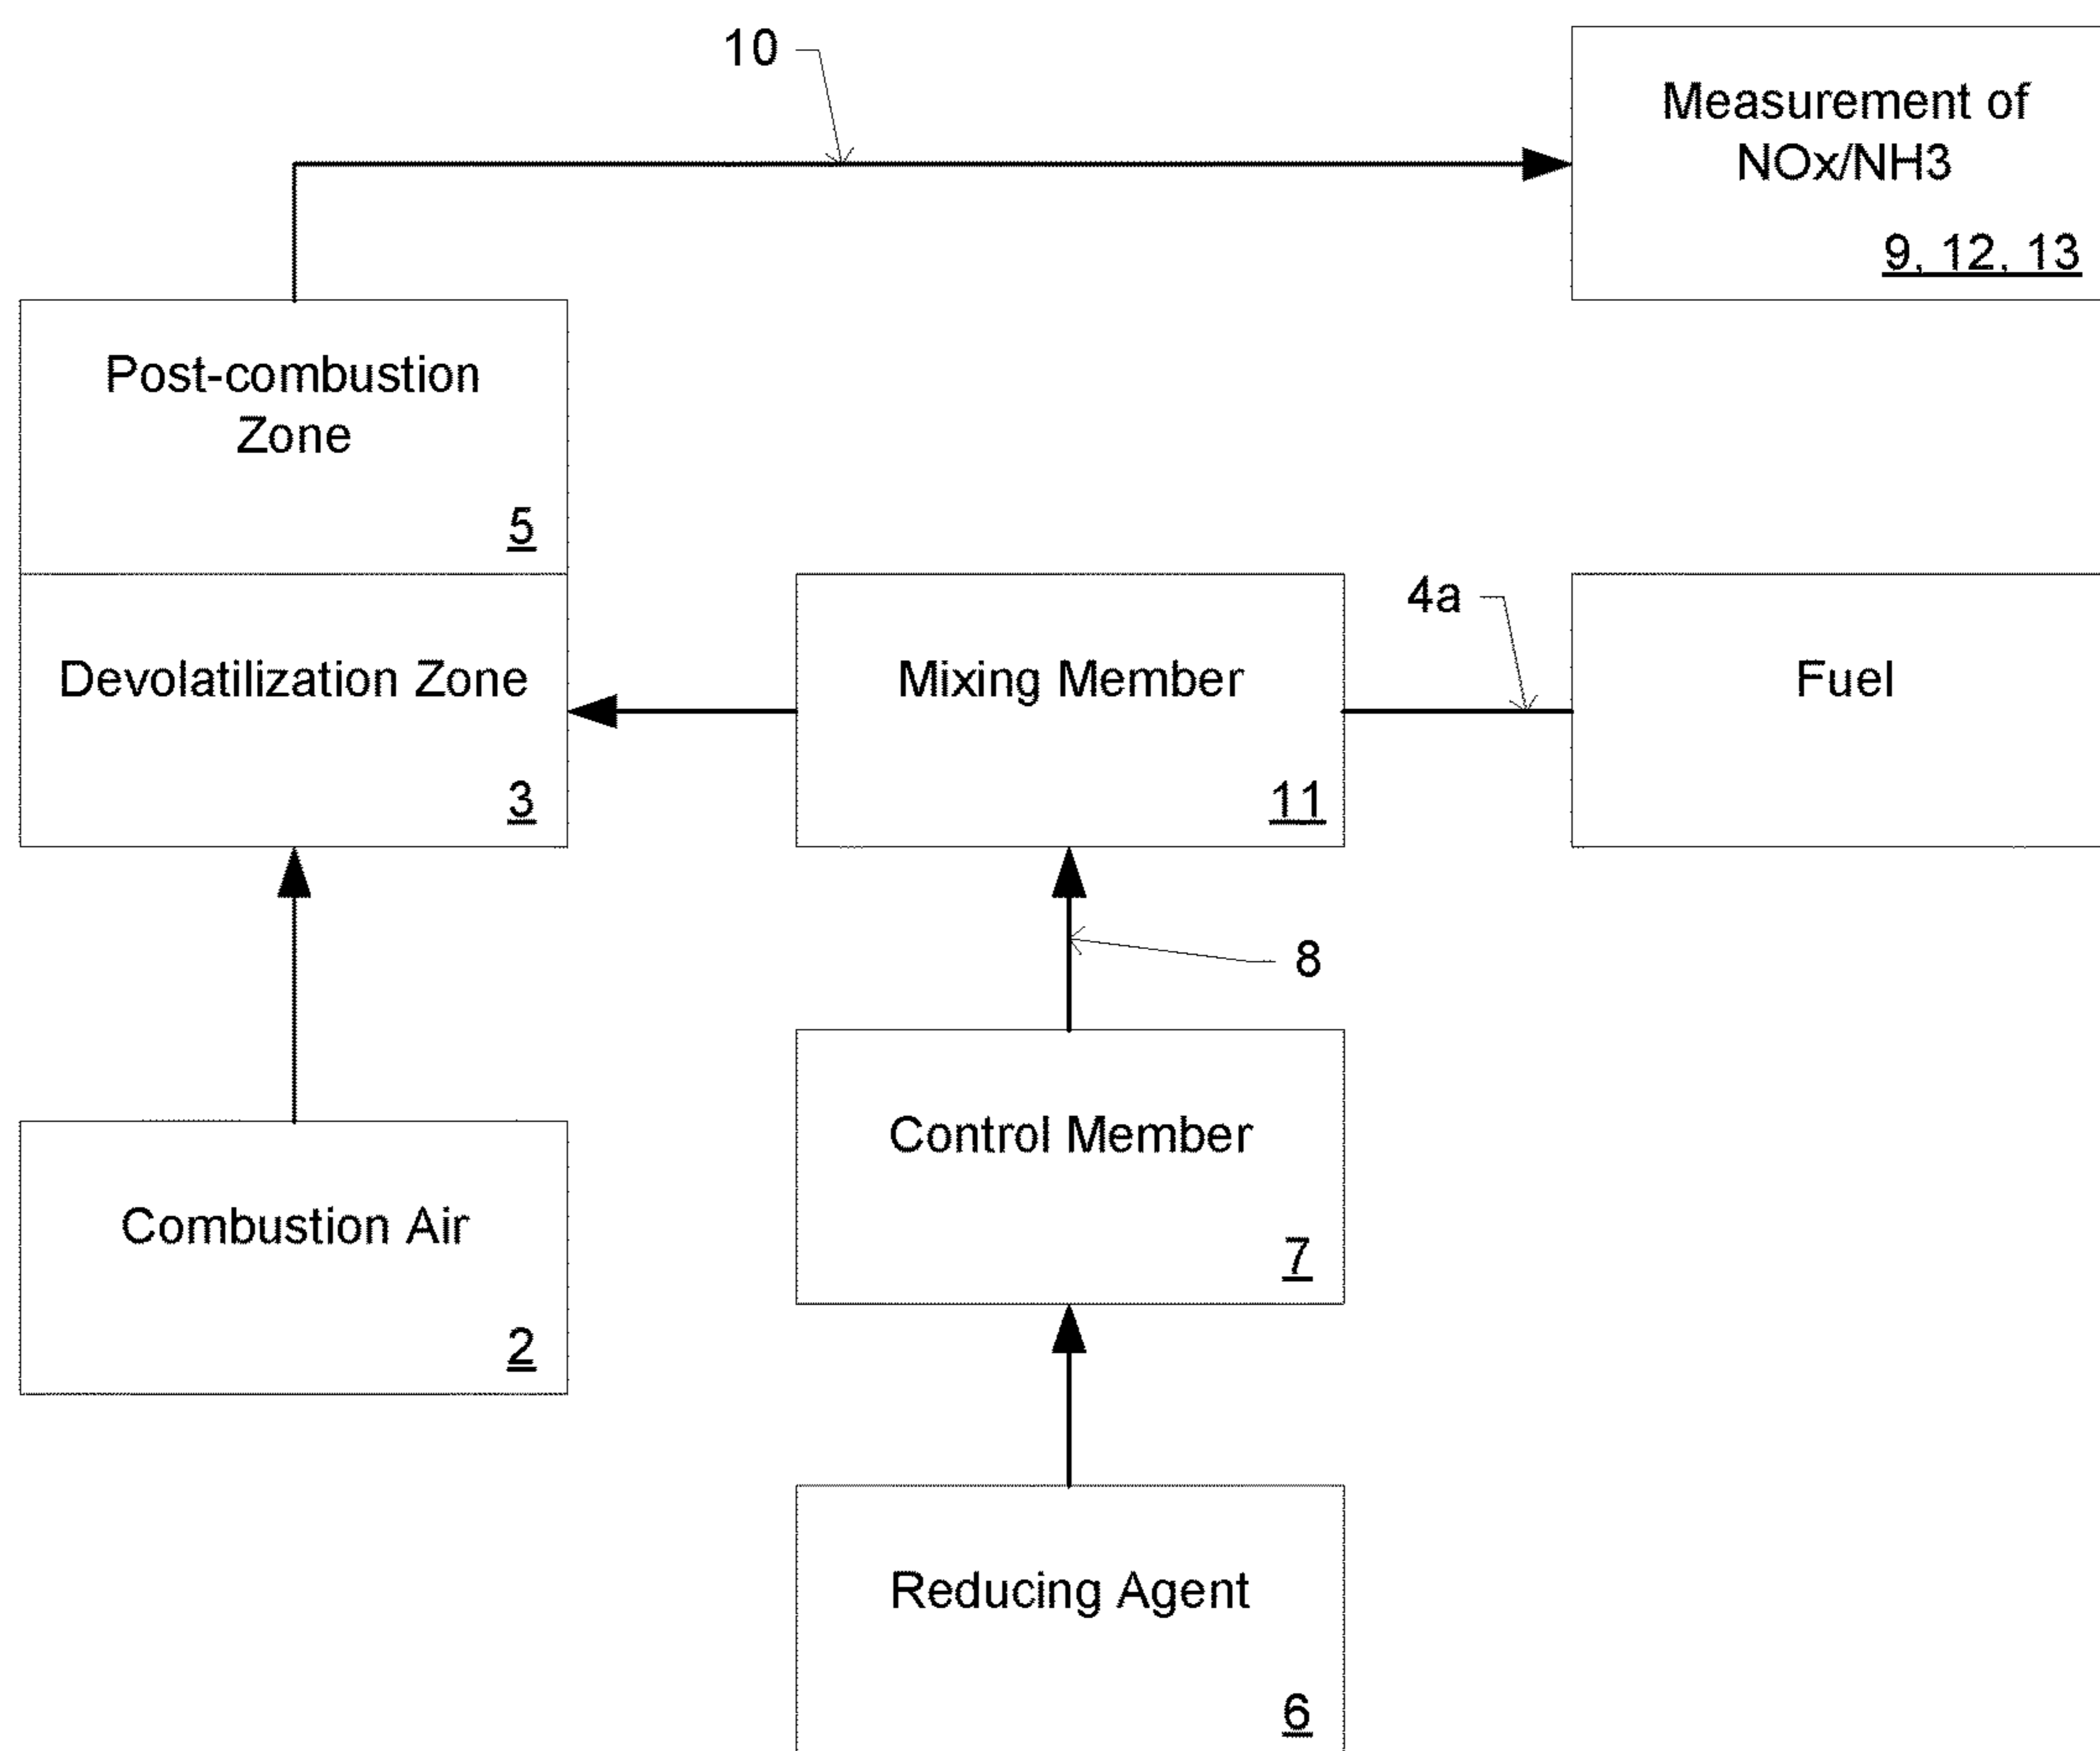 10
Measurement of
NOx/NH3
9, 12, 13
Post-combustion
Zone
5
Devolatilization Zone
3
Mixing Member
11
4a
Fuel
8
Control Member
7
Combustion Air
2
Reducing Agent
6